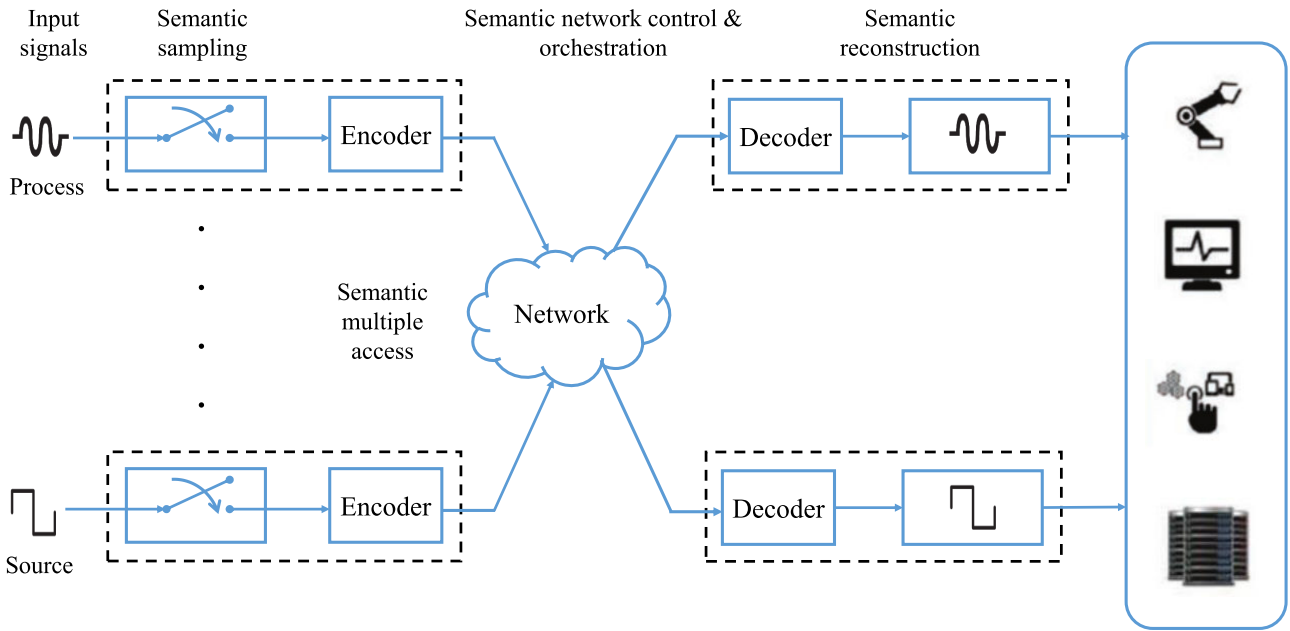 Input
signals
Semantic
sampling
Semantic network control &
orchestration
Semantic
reconstruction
Process
Encoder
Decoder
Semantic
multiple
access
Network
Encoder
Decoder
Source